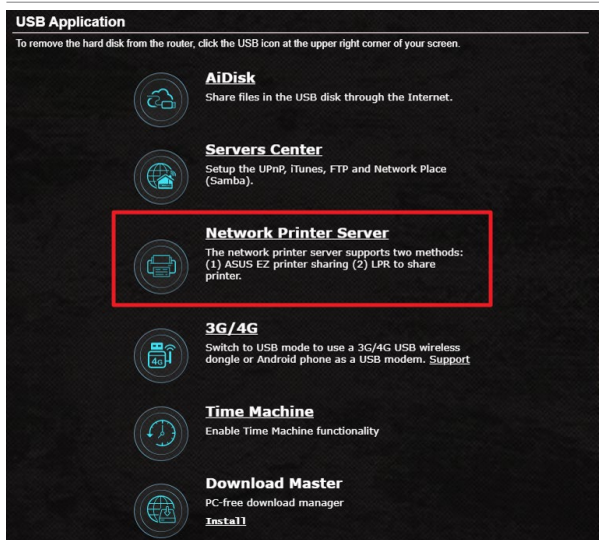 USB Application
To remove the hard disk from the router, click the USB icon at the upper right corner of your screen.
AiDisk
Share files in the USB disk through the Internet.
Servers Center
Setup the UPnP, iTunes, FTP and Network Place
(Samba).
Network Printer Server
The network printer server supports two methods:
(1) ASUS EZ printer sharing (2) LPR to share
printer.
3G/4G
4G
Switch to USB mode to use a 3G/4G USB wireless
dongle or Android phone as a USB modem. Support
Time Machine
Enable Time Machine functionality
Download Master
PC-free download manager
Install